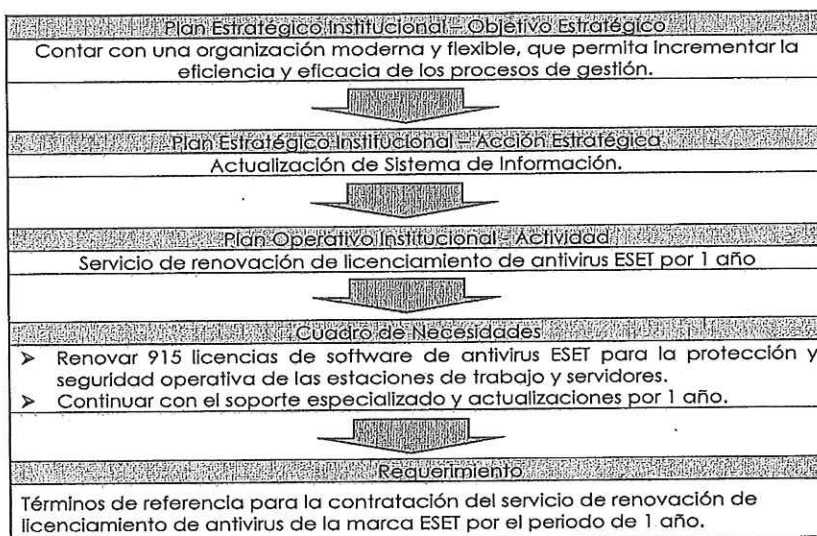 Plan Estratégico Institucional – Objetivo Estratégico
Contar con una organización moderna y flexible, que permita incrementar la
eficiencia y eficacia de los procesos de gestión.
Plan Estratégico Institucional – Acción Estratégica
Actualización de Sistema de Información.
Plan Operativo Institucional - Actividad
Servicio de renovación de licenciamiento de antivirus ESET por 1 año
Cuadro de Necesidades
➤ Renovar 915 licencias de software de antivirus ESET para la protección y
seguridad operativa de las estaciones de trabajo y servidores.
➤ Continuar con el soporte especializado y actualizaciones por 1 año.
Requerimiento
Términos de referencia para la contratación del servicio de renovación de
licenciamiento de antivirus de la marca ESET por el periodo de 1 año.